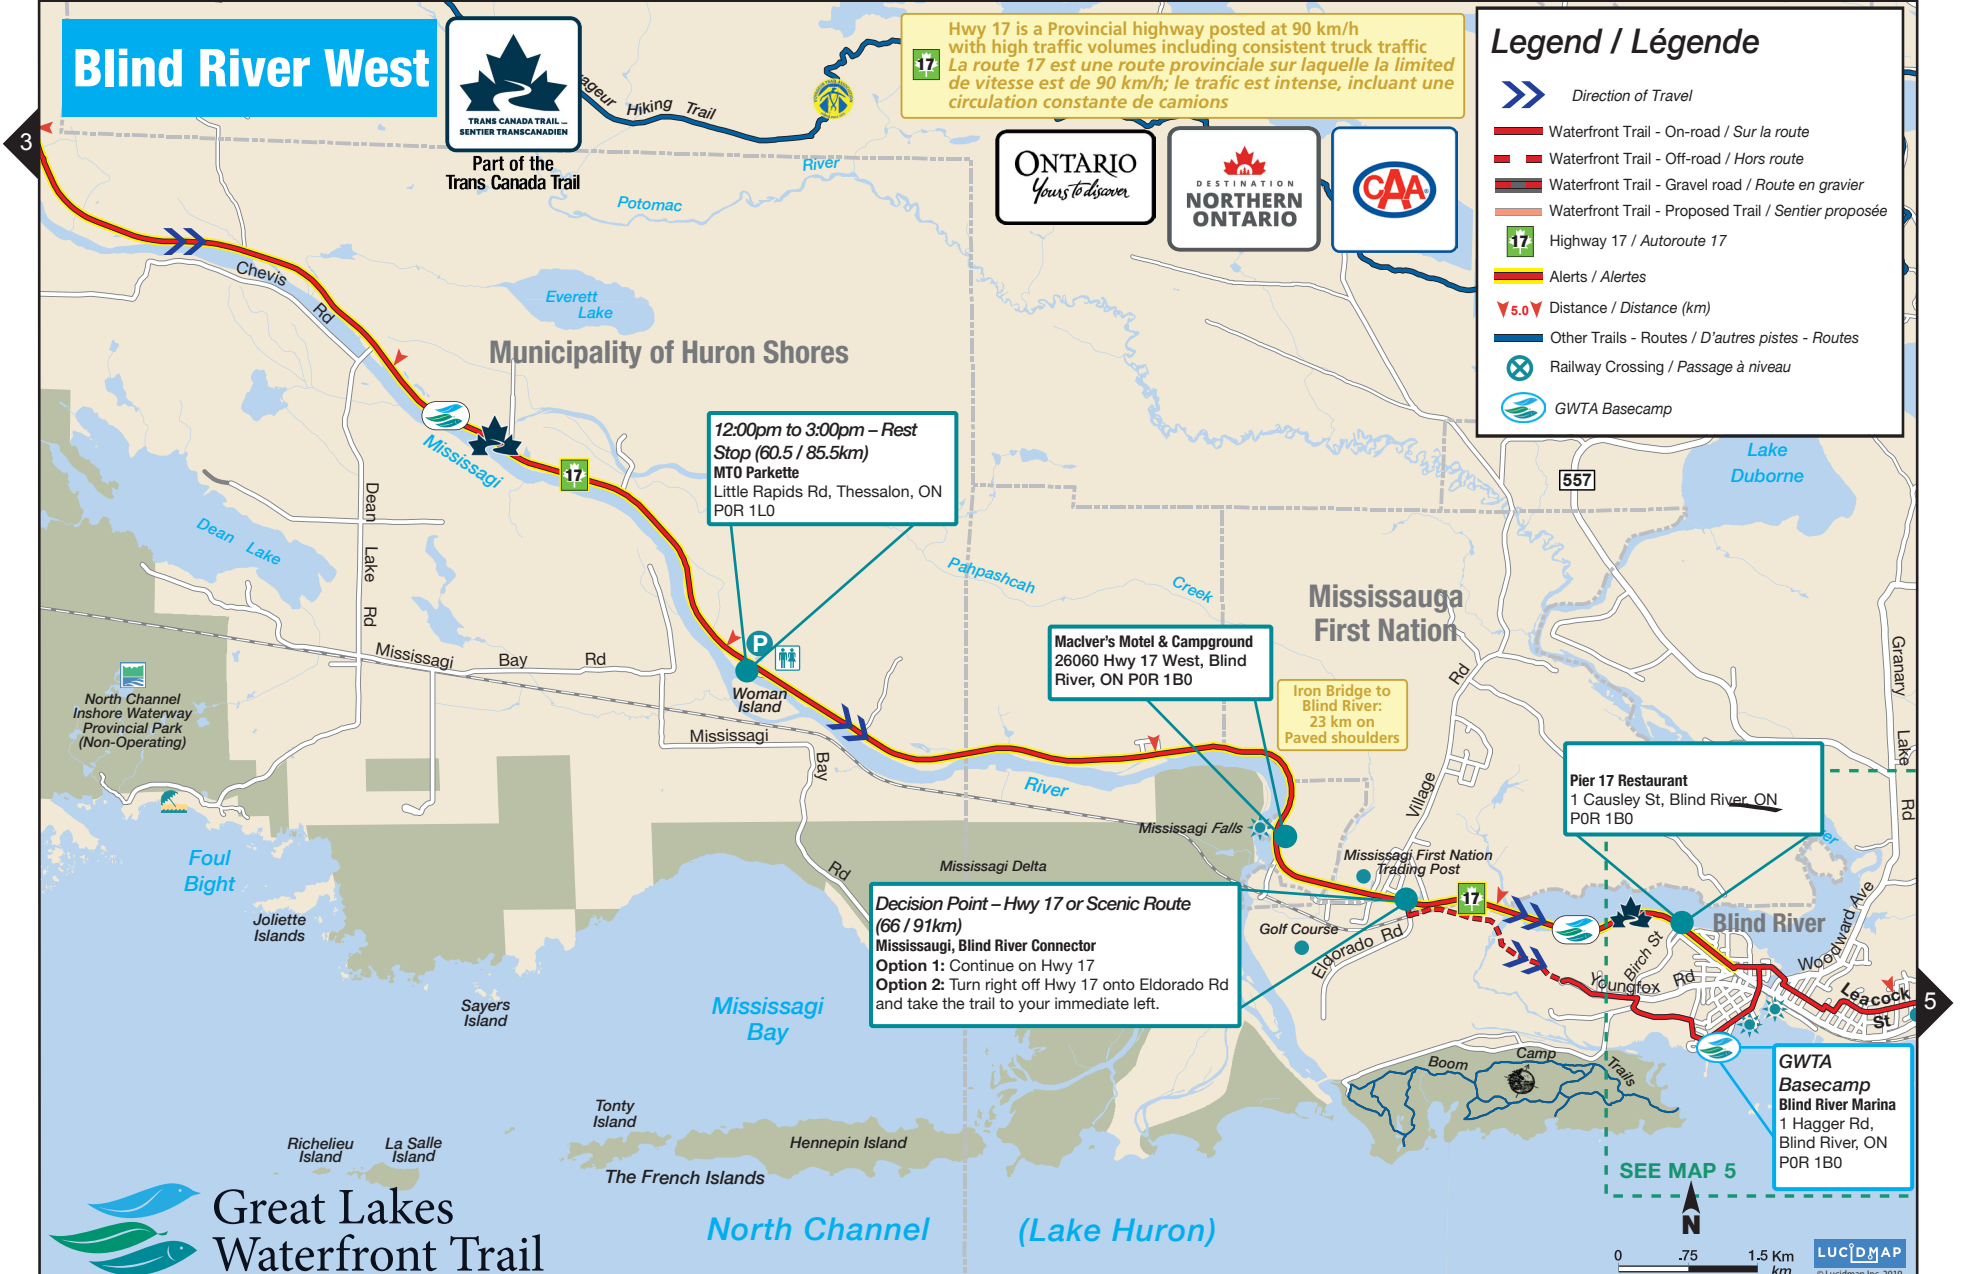 Blind River West
TRANS CANADA TRAIL
SENTIER TRANSCANADIEN
Part of the
Trans Canada Trail
ageur Hiking Trail
Hwy 17 is a Provincial highway posted at 90 km/h
with high traffic volumes including consistent truck traffic
La route 17 est une route provinciale sur laquelle la limited
de vitesse est de 90 km/h; le trafic est intense, incluant une
circulation constante de camions
17
ONTARIO
Yours to discover
DESTINATION
NORTHERN
ONTARIO
CAA
Legend / Légende
Direction of Travel
Waterfront Trail - On-road / Sur la route
Waterfront Trail - Off-road / Hors route
Waterfront Trail - Gravel road / Route en gravier
Waterfront Trail - Proposed Trail / Sentier proposée
17 Highway 17 / Autoroute 17
Alerts / Alertes
5.0 Distance / Distance (km)
Other Trails - Routes / D'autres pistes - Routes
Railway Crossing / Passage à niveau
GWTA Basecamp
3
River
Potomac
Chevis
Rd
Everett
Lake
Municipality of Huron Shores
Mississagi
17
12:00pm to 3:00pm – Rest
Stop (60.5 / 85.5km)
MTO Parkette
Little Rapids Rd, Thessalon, ON
P0R 1L0
Lake
Duborne
557
Dean Lake
Dean
Lake
Rd
Pahpashcah
Creek
Mississauga
First Nation
Mississagi
Bay
Rd
P
Woman
Island
MacIver's Motel & Campground
26060 Hwy 17 West, Blind
River, ON P0R 1B0
Iron Bridge to
Blind River:
23 km on
Paved shoulders
Rd
Village
Granary
Lake
Rd
North Channel
Inshore Waterway
Provincial Park
(Non-Operating)
Mississagi
Bay
Rd
River
Pier 17 Restaurant
1 Causley St, Blind River, ON
P0R 1B0
er
Mississagi Falls
Mississagi First Nation
Trading Post
Mississagi Delta
Foul
Bight
Joliette
Islands
Decision Point – Hwy 17 or Scenic Route
(66 / 91km)
Mississaugi, Blind River Connector
Option 1: Continue on Hwy 17
Option 2: Turn right off Hwy 17 onto Eldorado Rd
and take the trail to your immediate left.
17
Golf Course
Eldorado Rd
Birch St
Blind River
Woodward Ave
Youngfox Rd
Leacock
St
5
Sayers
Island
Mississagi
Bay
Boom
Camp
Trails
GWTA
Basecamp
Blind River Marina
1 Hagger Rd,
Blind River, ON
P0R 1B0
Tonty
Island
Richelieu
Island
La Salle
Island
Hennepin Island
The French Islands
SEE MAP 5
N
Great Lakes
Waterfront Trail
North Channel
(Lake Huron)
0 .75 1.5 Km
km
LUCIDMAP
© Lucidmap Inc. 2019